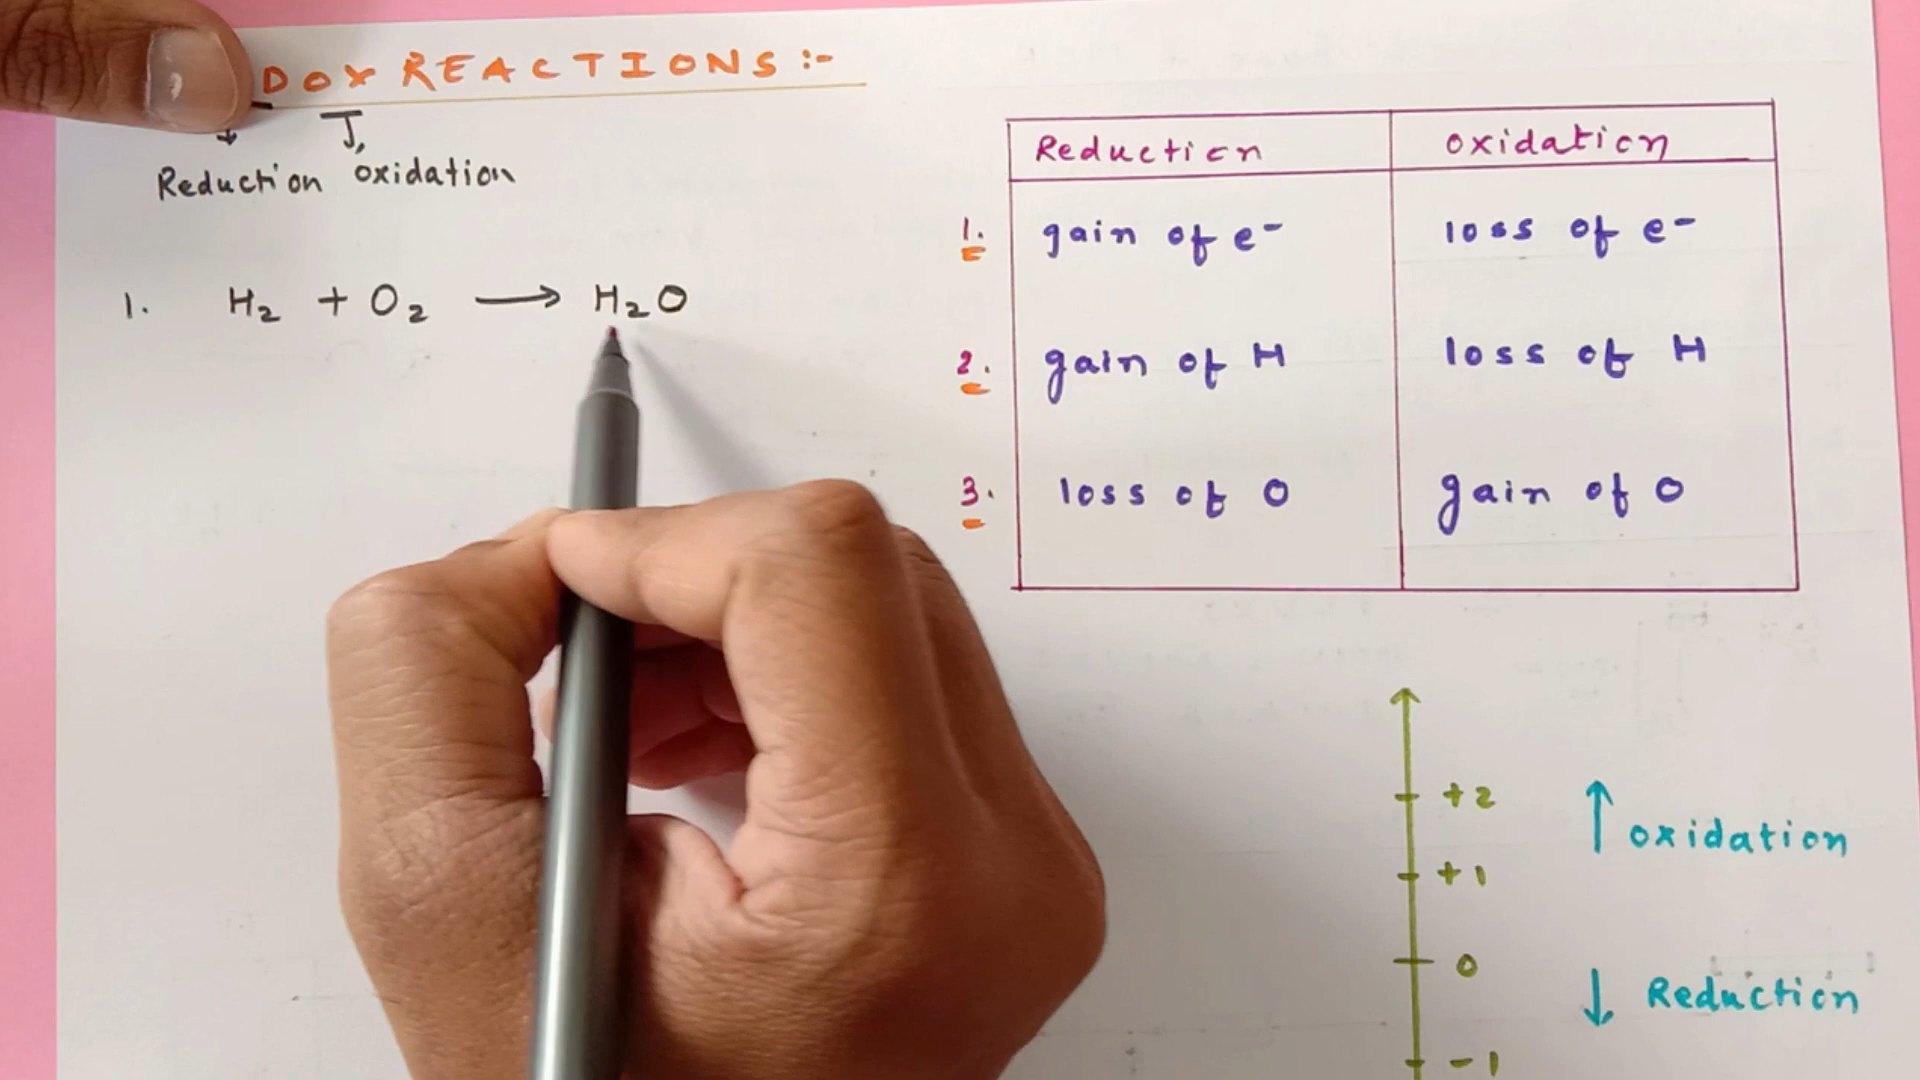 DOX REACTIONS :-
Reduction oxidation
1. H₂ + O₂ → H₂O
Reduction oxidation
1. gain of e⁻ loss of e⁻
2. gain of H loss of H
3. loss of O gain of O
+2
↑ oxidation
+1
0
↓ Reduction
-1